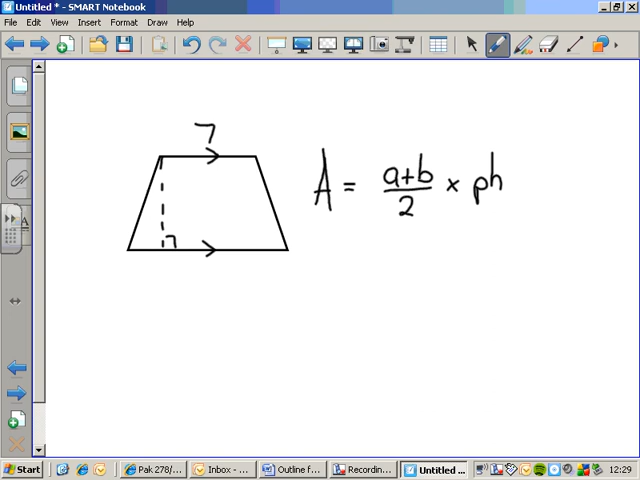 Untitled * - SMART Notebook
File Edit View Insert Format Draw Help
7
A = a+b/2 × ph
Start
Pak 278/...
Inbox - ...
Outline f...
Recordin...
Untitled ...
12:29